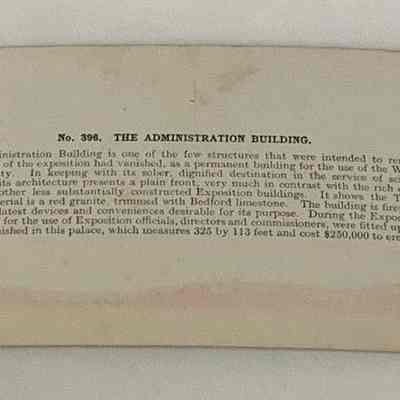 No. 396. THE ADMINISTRATION BUILDING.
inistration Building is one of the few structures that were intended to re
of the exposition had vanished, as a permanent building for the use of the W
ty. In keeping with its sober, dignified destination in the service of sc
its architecture presents a plain front, very much in contrast with the rich
other less substantially constructed Exposition buildings. It shows the T
erial is a red granite, trimmed with Bedford limestone. The building is fire
latest devices and conveniences desirable for its purpose. During the Expo
for the use of Exposition officials, directors and commissioners, were fitted up
nished in this palace, which measures 325 by 113 feet and cost $250,000 to ere